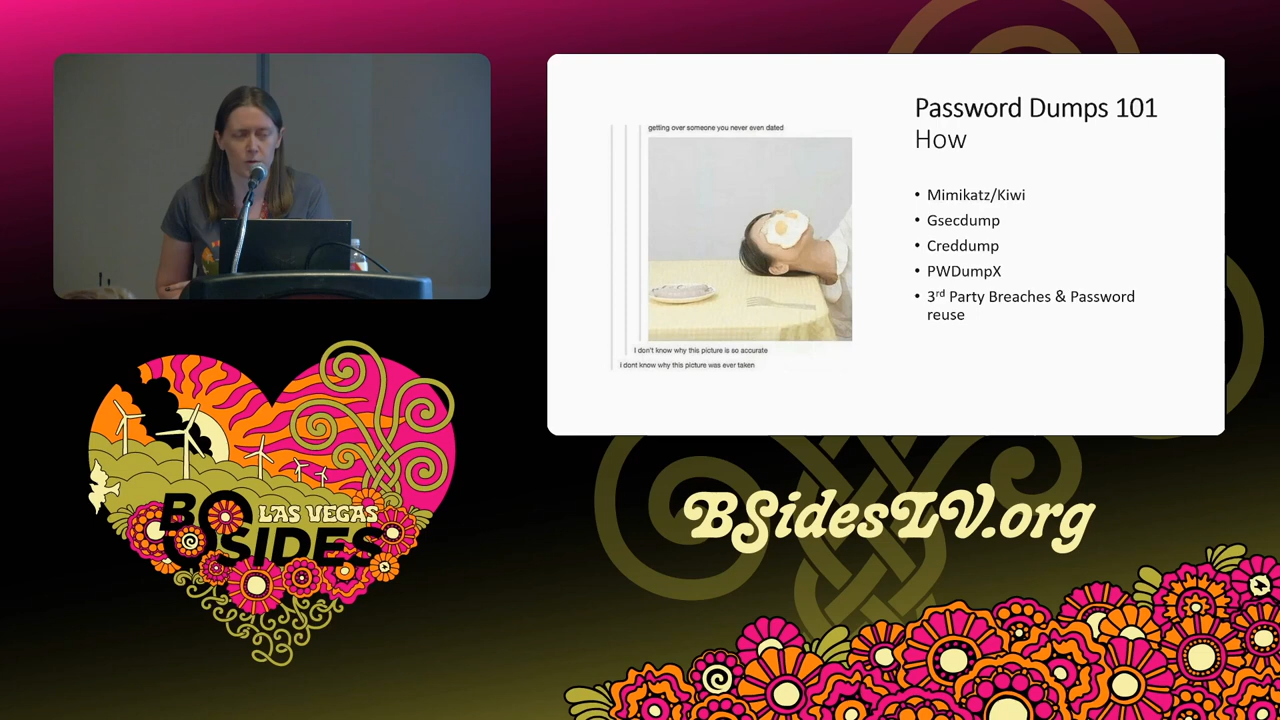 Password Dumps 101
How
getting over someone you never even dated
I don't know why this picture is so accurate
i dont know why this picture was ever taken
• Mimikatz/Kiwi
• Gsecdump
• Creddump
• PWDumpX
• 3rd Party Breaches & Password
reuse
BSidesLV.org
LAS VEGAS
BSIDES